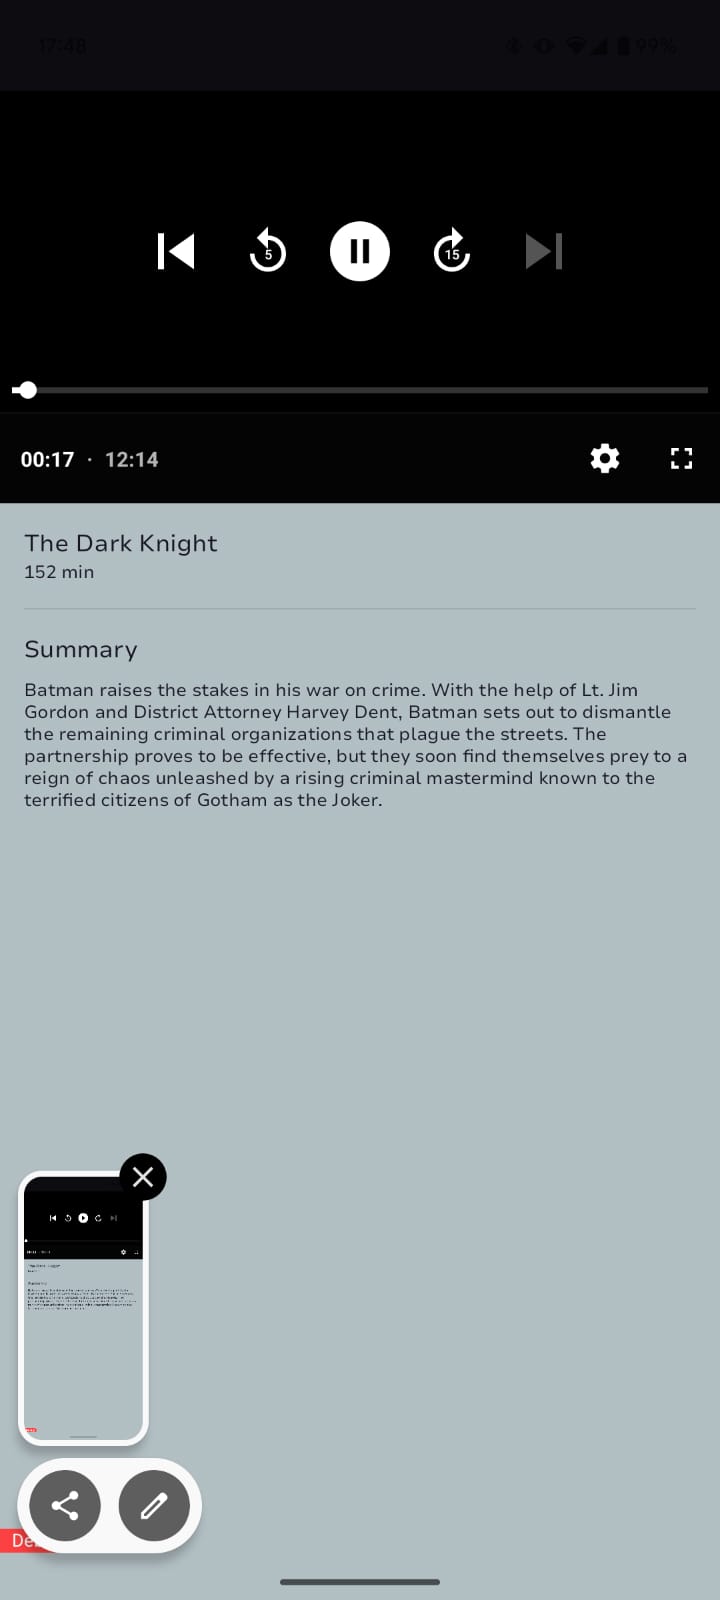 17:48
99%
5
15
00:17 · 12:14
The Dark Knight
152 min
Summary
Batman raises the stakes in his war on crime. With the help of Lt. Jim
Gordon and District Attorney Harvey Dent, Batman sets out to dismantle
the remaining criminal organizations that plague the streets. The
partnership proves to be effective, but they soon find themselves prey to a
reign of chaos unleashed by a rising criminal mastermind known to the
terrified citizens of Gotham as the Joker.